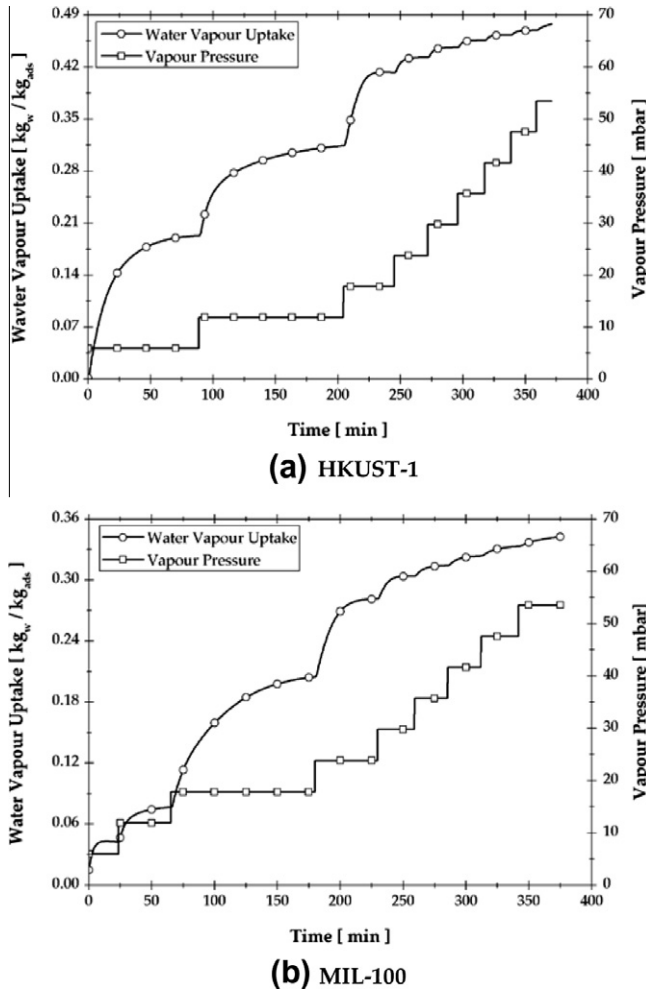 0.49
0.42
0.35
0.28
0.21
0.14
0.07
0.00
Wavter Vapour Uptake [ kg_w / kg_ads ]
Water Vapour Uptake
Vapour Pressure
70
60
50
40
30
20
10
0
Vapour Pressure [ mbar ]
0 50 100 150 200 250 300 350 400
Time [ min ]
(a) HKUST-1
0.36
0.30
0.24
0.18
0.12
0.06
0.00
Water Vapour Uptake [ kg_w / kg_ads ]
Water Vapour Uptake
Vapour Pressure
70
60
50
40
30
20
10
0
Vapour Pressure [ mbar ]
0 50 100 150 200 250 300 350 400
Time [ min ]
(b) MIL-100